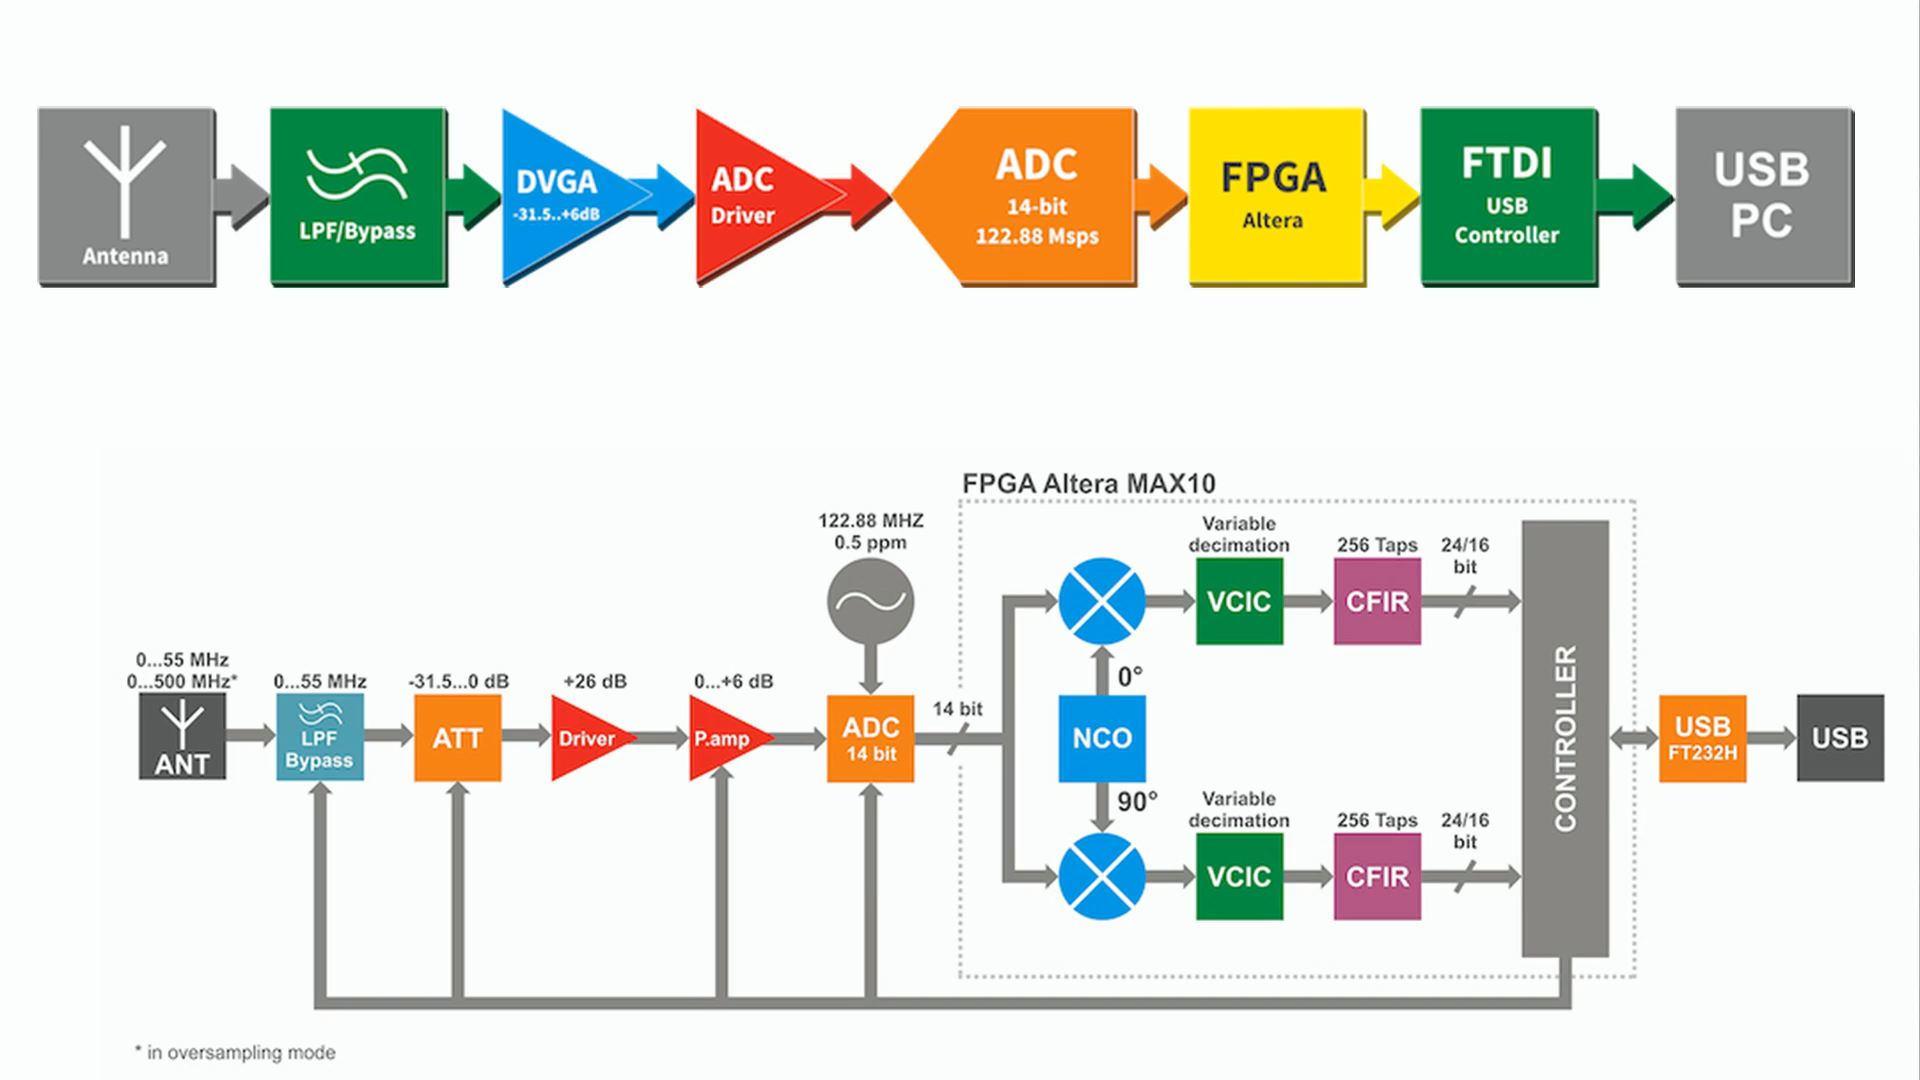 Antenna
LPF/Bypass
DVGA
-31.5..+6dB
ADC
Driver
ADC
14-bit
122.88 Msps
FPGA
Altera
FTDI
USB
Controller
USB
PC
FPGA Altera MAX10
122.88 MHZ
0.5 ppm
Variable
decimation
256 Taps
24/16
bit
VCIC
CFIR
0...55 MHz
0...500 MHz*
0...55 MHz
-31.5...0 dB
+26 dB
0...+6 dB
ANT
LPF
Bypass
ATT
Driver
P.amp
ADC
14 bit
14 bit
0°
NCO
90°
CONTROLLER
USB
FT232H
USB
Variable
decimation
256 Taps
24/16
bit
VCIC
CFIR
* in oversampling mode